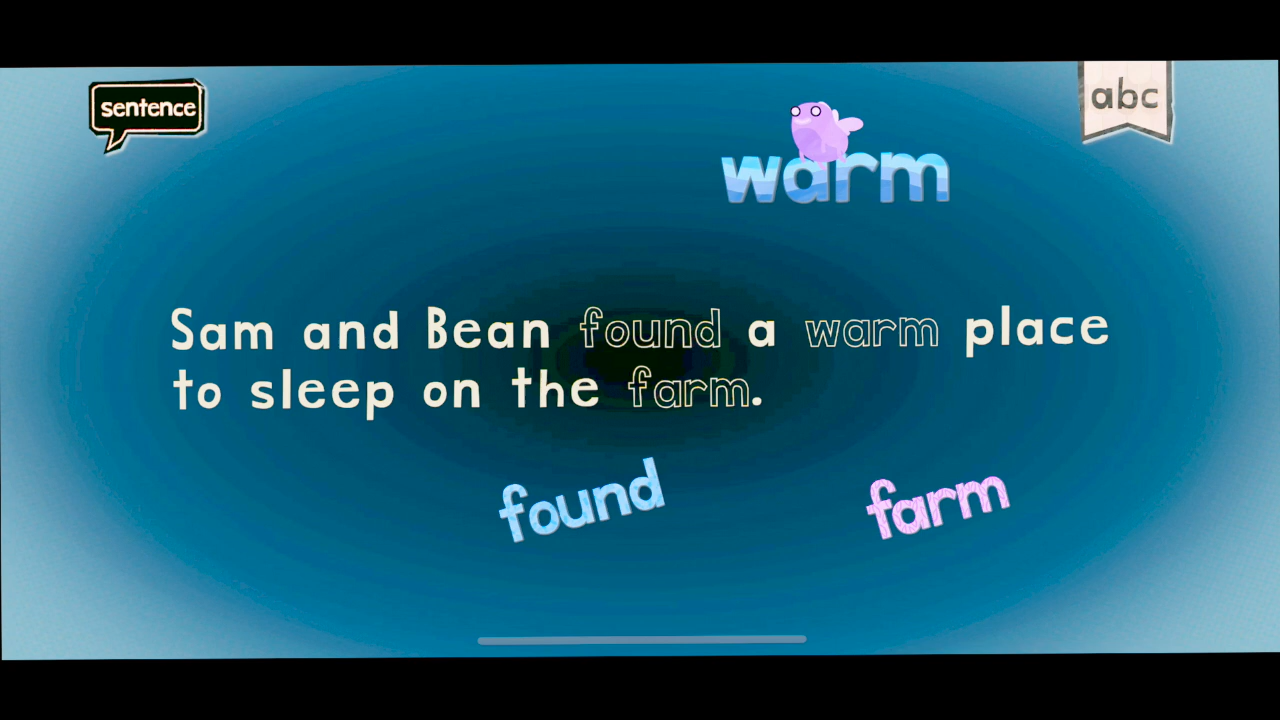 sentence
abc
warm
Sam and Bean found a warm place
to sleep on the farm.
found
farm